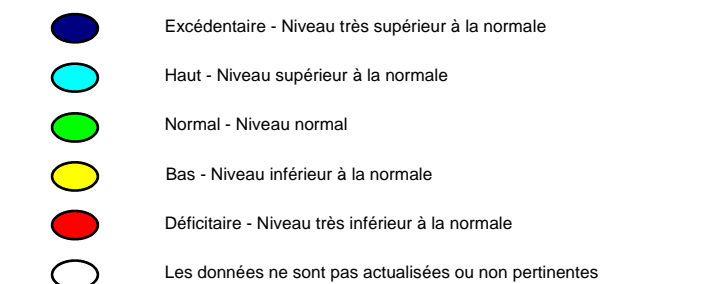 Excédentaire - Niveau très supérieur à la normale
Haut - Niveau supérieur à la normale
Normal - Niveau normal
Bas - Niveau inférieur à la normale
Déficitaire - Niveau très inférieur à la normale
Les données ne sont pas actualisées ou non pertinentes